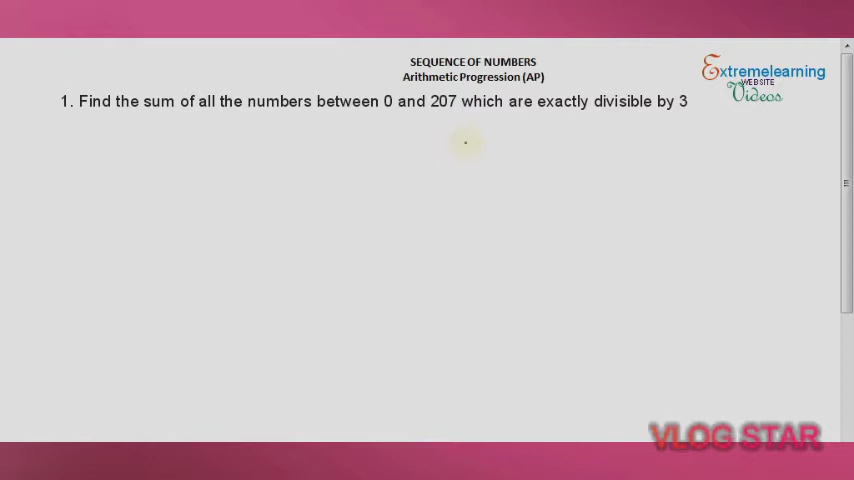 SEQUENCE OF NUMBERS
Arithmetic Progression (AP)
Extremelearning
WEBSITE
Videos
1. Find the sum of all the numbers between 0 and 207 which are exactly divisible by 3
VLOG STAR